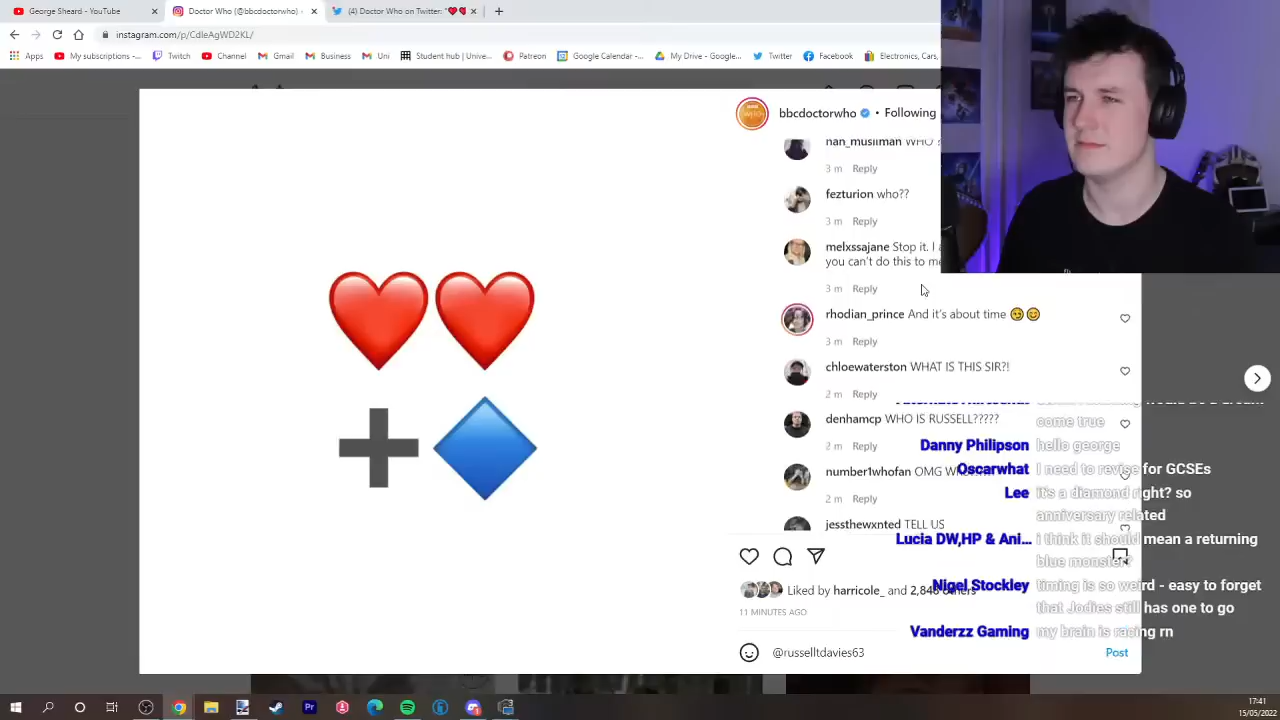 George Sheard - YouTube
Doctor Who (@bbcdoctorwho) •
(4) Doctor Who on Twitter: "❤❤
instagram.com/p/CdleAgWD2KL/
Apps
My subscriptions -...
Twitch
Channel
Gmail
Business
Uni
Student hub | Unive...
Patreon
Google Calendar -...
My Drive - Google...
Twitter
Facebook
Electronics, Cars,
bbcdoctorwho • Following
nan_musliman WHO ?
3 m Reply
fezturion who??
3 m Reply
melxssajane Stop it. I
you can't do this to me
3 m Reply
rhodian_prince And it's about time 😏😊
3 m Reply
chloewaterston WHAT IS THIS SIR?!
2 m Reply
denhamcp WHO IS RUSSELL?????
2 m Reply
number1whofan OMG
2 m Reply
jessthewxnted TELL US
would be a dream
come true
Danny Philipson hello george
Oscarwhat I need to revise for GCSEs
Lee it's a diamond right? so
anniversary related
Lucia DW,HP & Ani... i think it should mean a returning
blue monster?
Nigel Stockley timing is so weird - easy to forget
that Jodies still has one to go
Vanderzz Gaming my brain is racing rn
Liked by harricole_ and 2,848 others
11 MINUTES AGO
@russelltdavies63
Post
17:41
15/05/2022